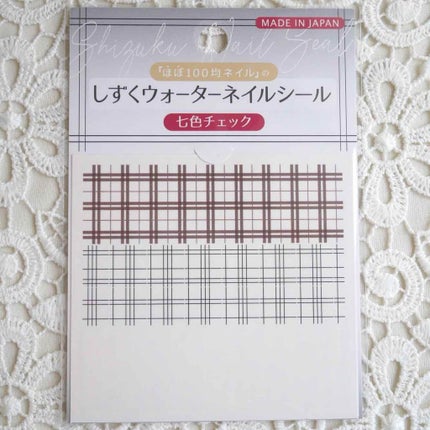 MADE IN JAPAN
Shizuku Nail Seal
「ほぼ100均ネイル」の
しずくウォーターネイルシール
七色チェック